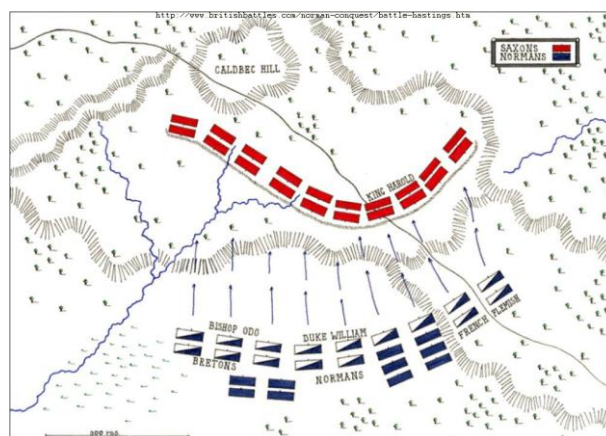 http://www.britishbattles.com/norman-conquest/battle-hastings.htm
SAXONS
NORMANS
CALDBEC HILL
KING HAROLD
BISHOP ODO
DUKE WILLIAM
FRENCH
FLEMISH
BRETONS
NORMANS